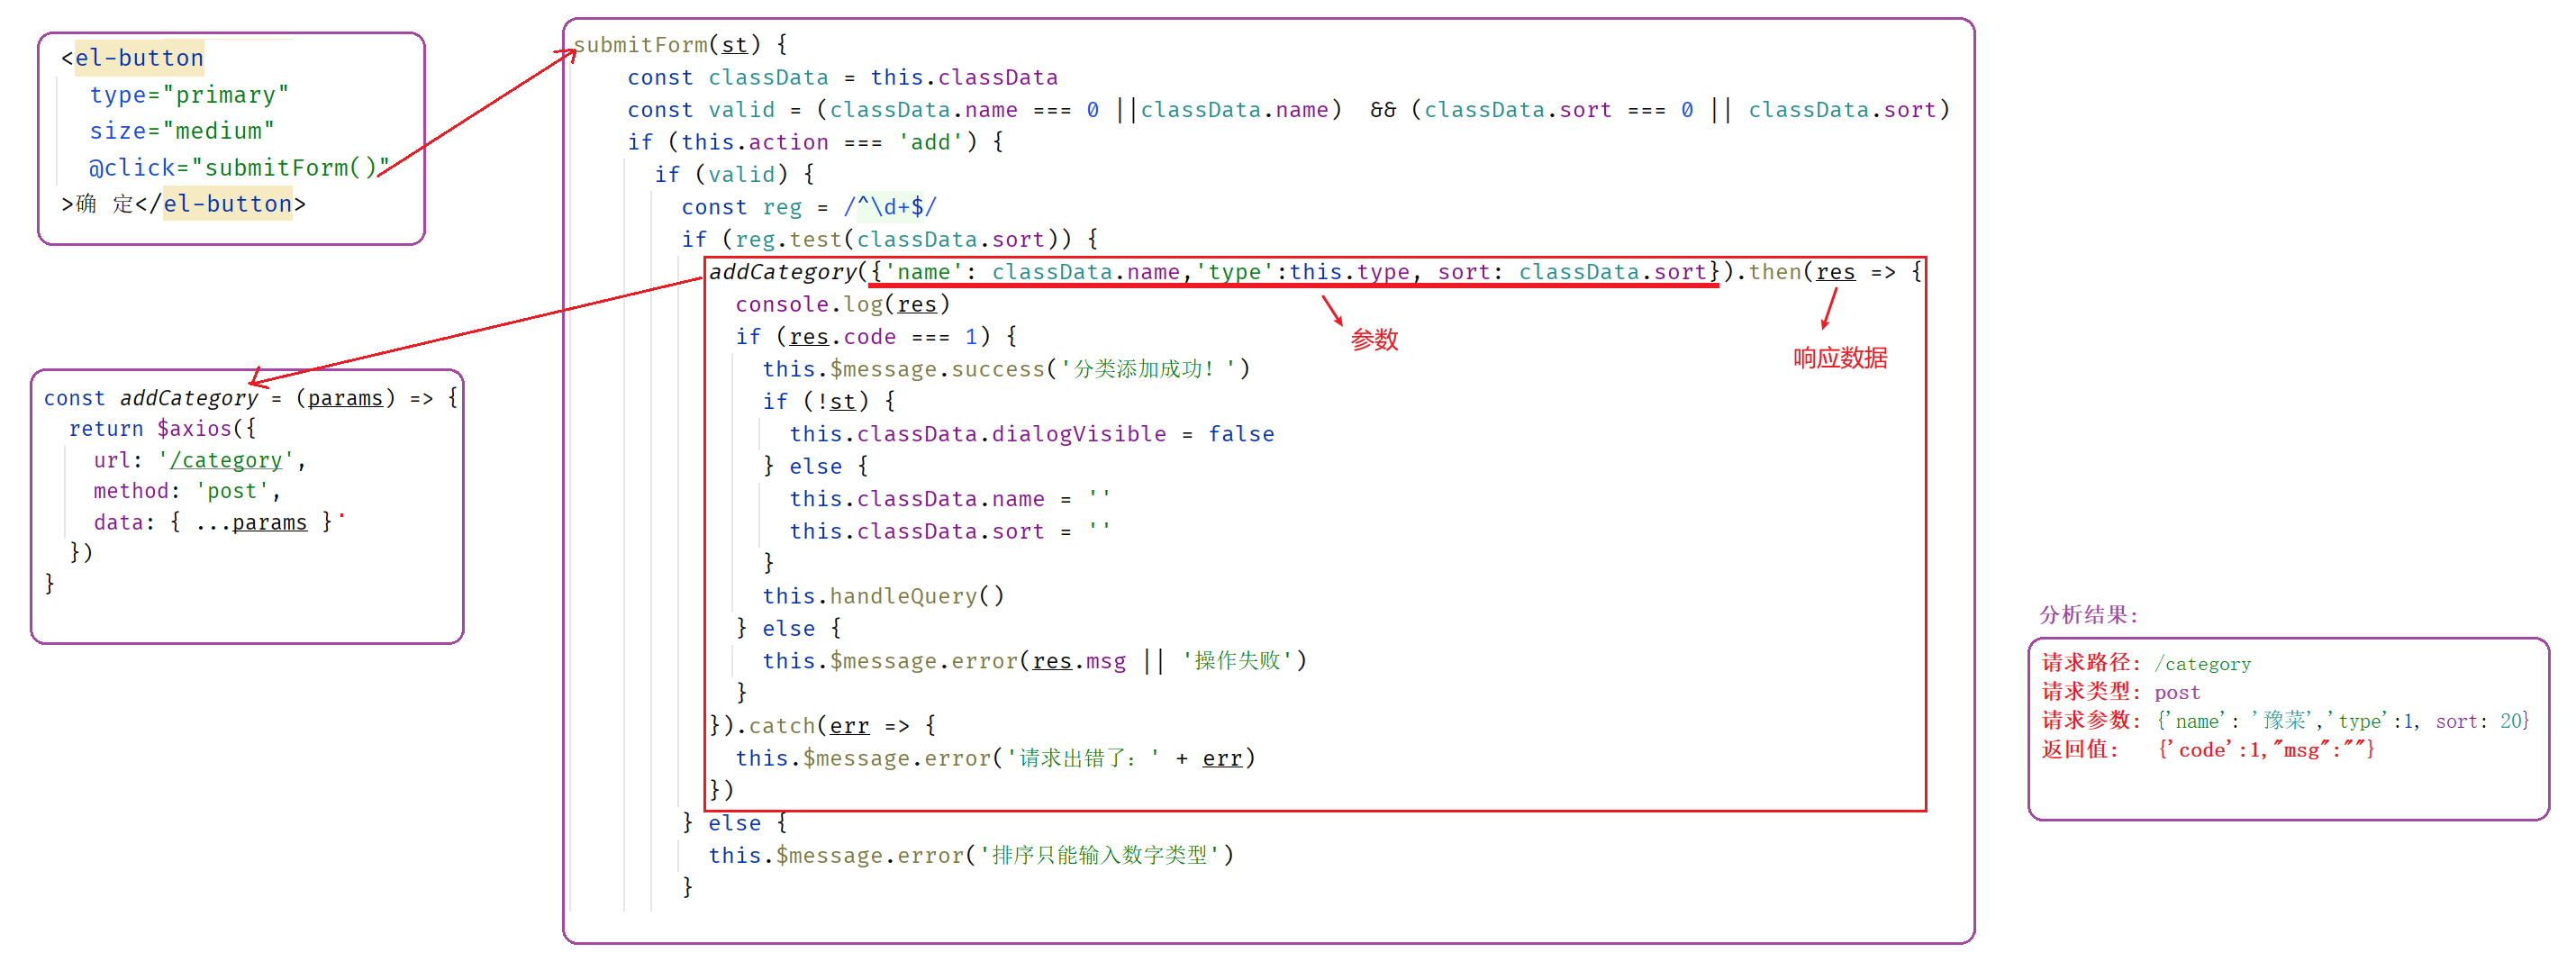 <el-button
type="primary"
size="medium"
@click="submitForm()"
>确 定</el-button>
const addCategory = (params) => {
return $axios({
url: '/category',
method: 'post',
data: { ...params }
})
}
submitForm(st) {
const classData = this.classData
const valid = (classData.name === 0 ||classData.name) && (classData.sort === 0 || classData.sort)
if (this.action === 'add') {
if (valid) {
const reg = /^\d+$/
if (reg.test(classData.sort)) {
addCategory({'name': classData.name,'type':this.type, sort: classData.sort}).then(res => {
console.log(res)
if (res.code === 1) {
参数
响应数据
this.$message.success('分类添加成功！')
if (!st) {
this.classData.dialogVisible = false
} else {
this.classData.name = ''
this.classData.sort = ''
}
this.handleQuery()
} else {
this.$message.error(res.msg || '操作失败')
}
}).catch(err => {
this.$message.error('请求出错了：' + err)
})
} else {
this.$message.error('排序只能输入数字类型')
}
分析结果:
请求路径: /category
请求类型: post
请求参数: {'name': '豫菜','type':1, sort: 20}
返回值: {'code':1,"msg":""}